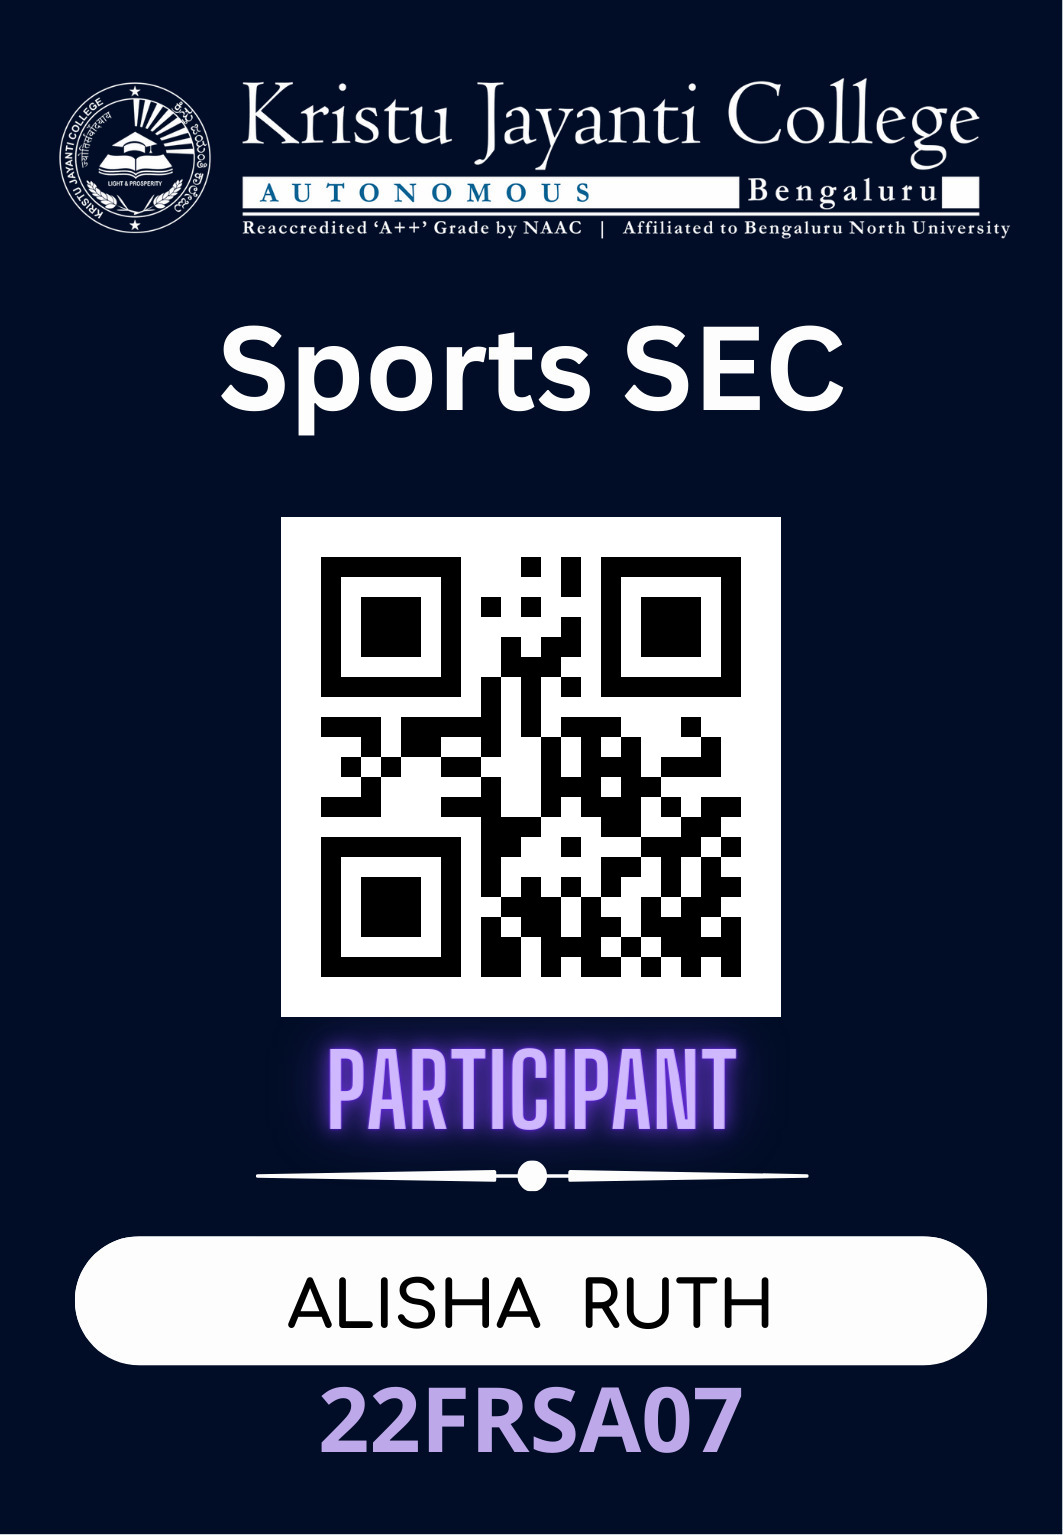 KRISTU JAYANTI COLLEGE
LIGHT & PROSPERITY
Kristu Jayanti College
AUTONOMOUS Bengaluru
Reaccredited ‘A++’ Grade by NAAC | Affiliated to Bengaluru North University
Sports SEC
PARTICIPANT
ALISHA RUTH
22FRSA07